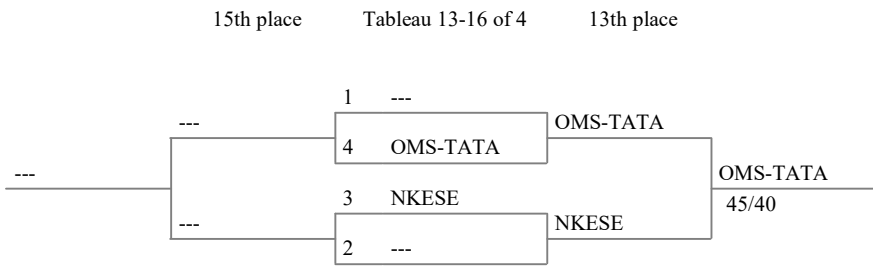 15th place Tableau 13-16 of 4 13th place
1 ---
--- OMS-TATA
4 OMS-TATA
--- OMS-TATA
3 NKESE 45/40
--- NKESE
2 ---